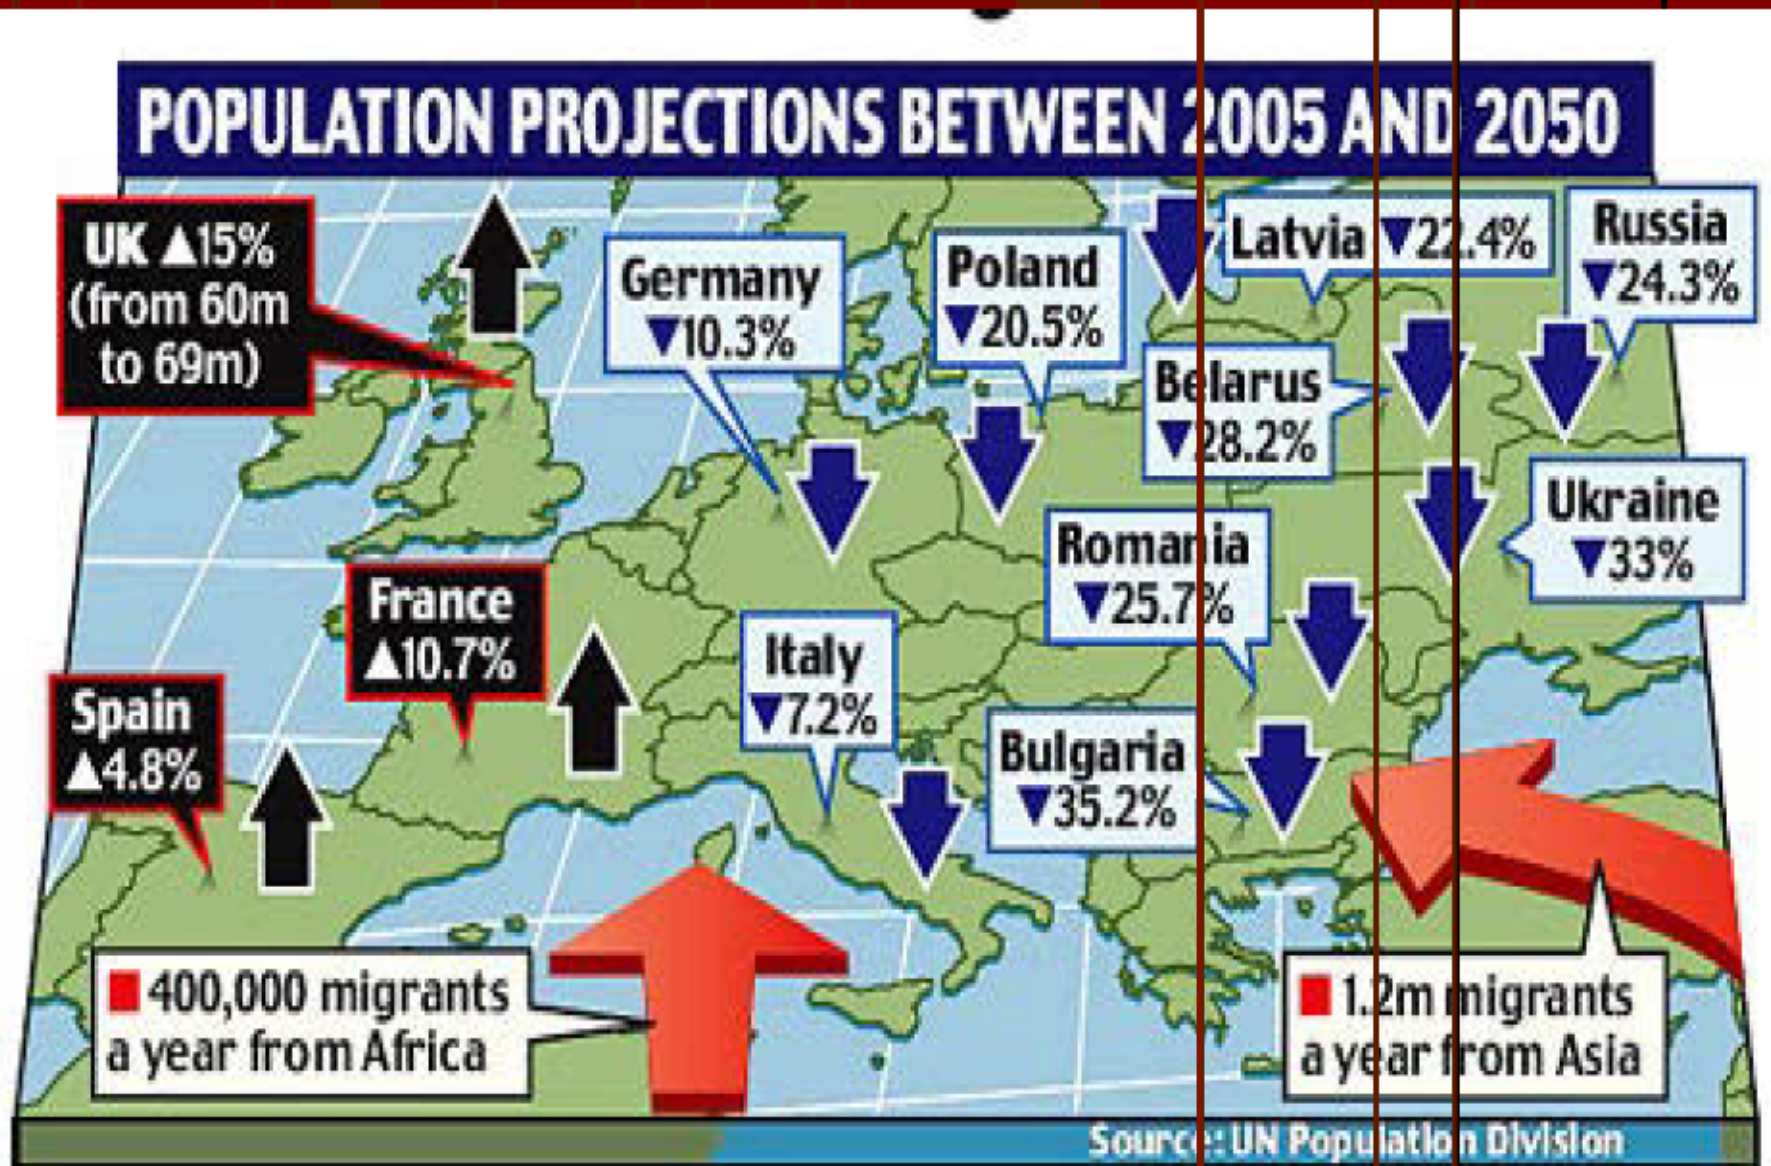 POPULATION PROJECTIONS BETWEEN 2005 AND 2050
UK ▲15%
(from 60m
to 69m)
Germany
▼10.3%
Poland
▼20.5%
Latvia ▼22.4%
Russia
▼24.3%
Belarus
▼28.2%
Ukraine
▼33%
Romania
▼25.7%
France
▲10.7%
Italy
▼7.2%
Spain
▲4.8%
Bulgaria
▼35.2%
400,000 migrants
a year from Africa
1.2m migrants
a year from Asia
Source: UN Population Division